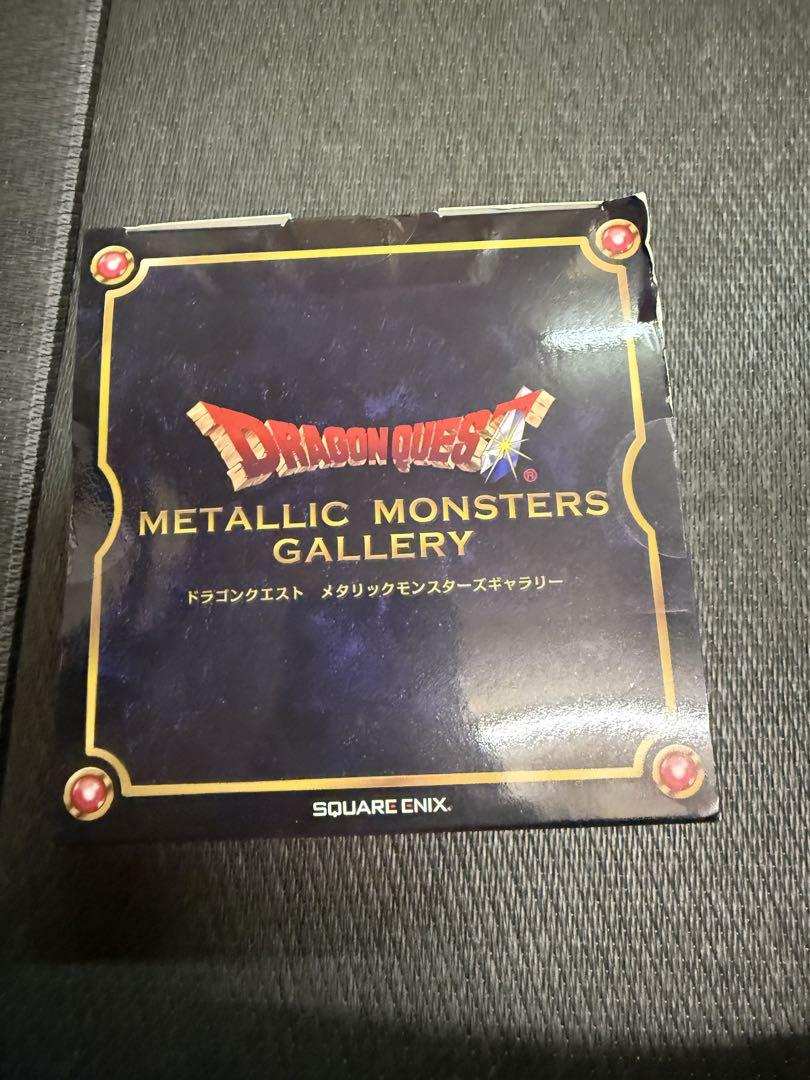 DRAGON QUEST®
METALLIC MONSTERS
GALLERY
ドラゴンクエスト メタリックモンスターズギャラリー
SQUARE ENIX.